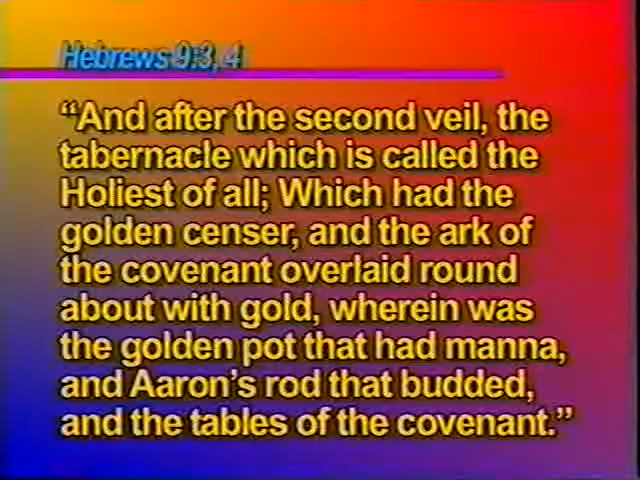 Hebrews 9:3, 4
“And after the second veil, the
tabernacle which is called the
Holiest of all; Which had the
golden censer, and the ark of
the covenant overlaid round
about with gold, wherein was
the golden pot that had manna,
and Aaron’s rod that budded,
and the tables of the covenant.”